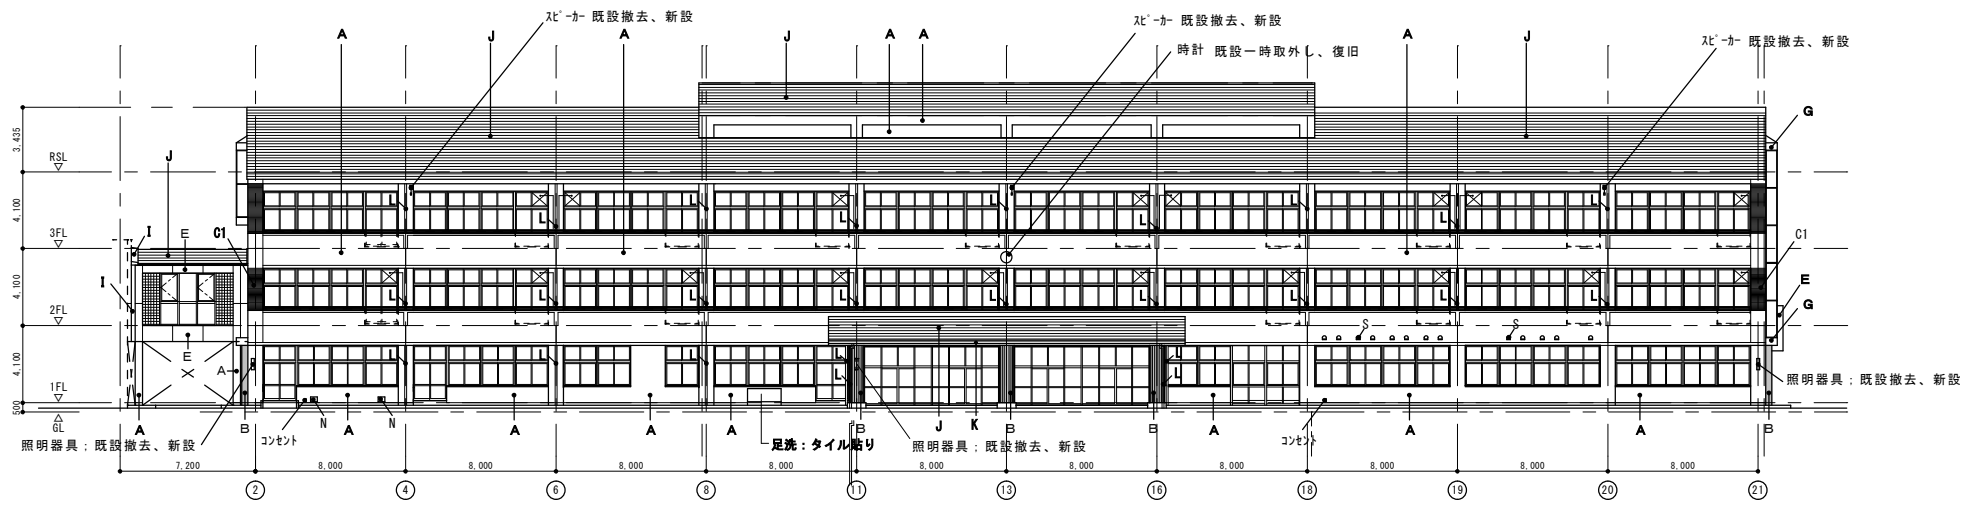 スピーカー 既設撤去、新設
スピーカー 既設撤去、新設
スピーカー 既設撤去、新設
時計 既設一時取外し、復旧
A
J
A
J
A
A
A
J
G
3,435
RSL
J
4,100
L
L
L
L
L
L
L
L
L
3FL
I
E
C1
C1
4,100
I
L
L
L
L
L
L
L
L
L
E
G
2FL
S
S
E
4,100
A
L
L
L
L
L
L
1FL
500
GL
照明器具；既設撤去、新設
A
B
コンセント
N
A
N
A
A
A
足洗：タイル貼り
B
照明器具；既設撤去、新設
J
K
B
B
A
コンセント
A
A
B
照明器具；既設撤去、新設
7,200
8,000
8,000
8,000
8,000
8,000
8,000
8,000
8,000
8,000
8,000
2
4
6
8
11
13
16
18
19
20
21